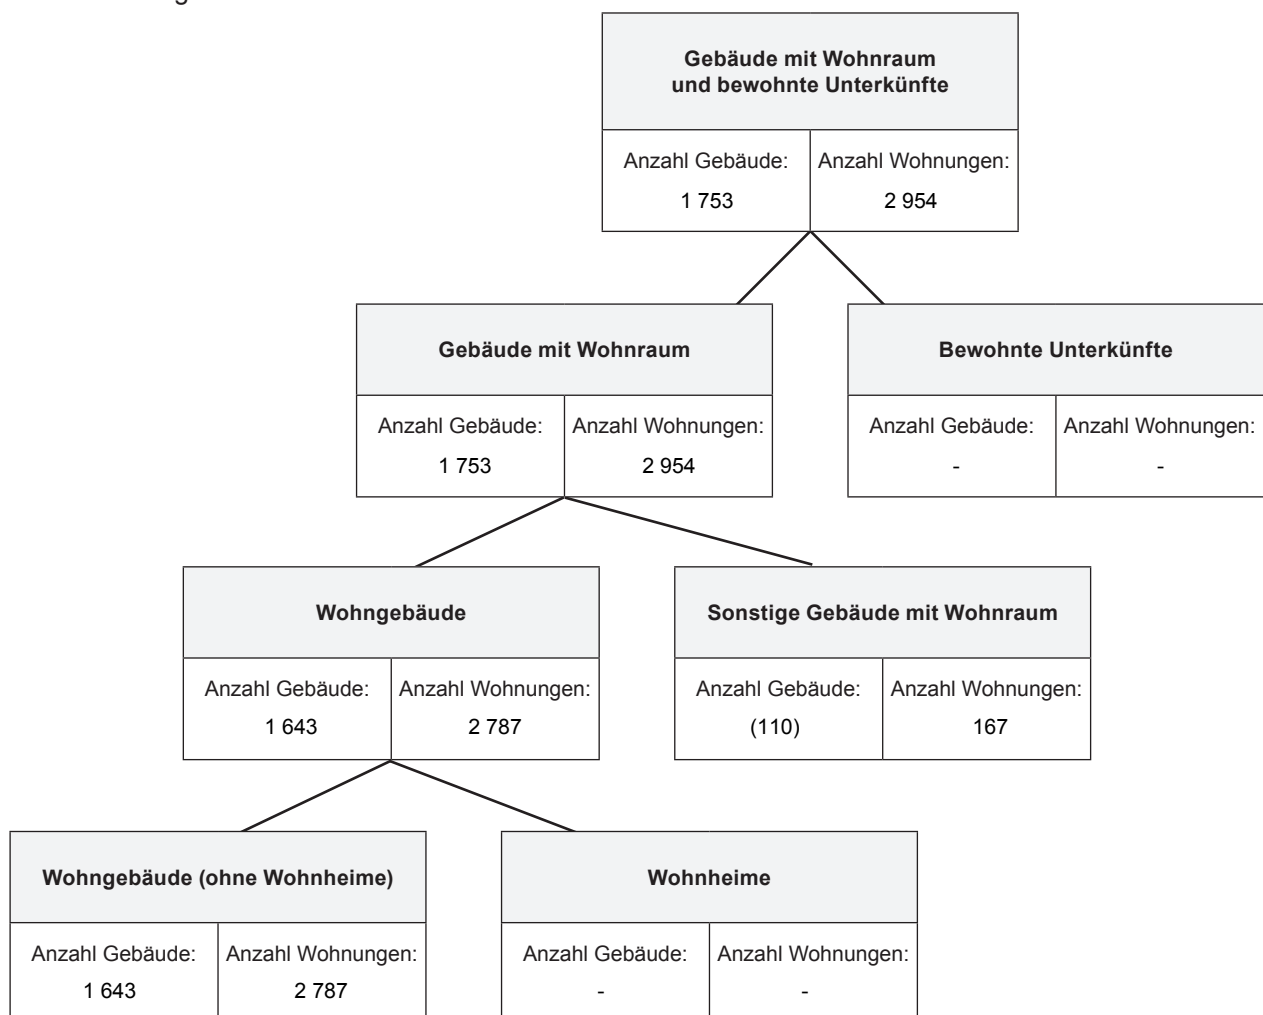 Gebäude mit Wohnraum
und bewohnte Unterkünfte
Anzahl Gebäude:
Anzahl Wohnungen:
1 753
2 954
Gebäude mit Wohnraum
Bewohnte Unterkünfte
Anzahl Gebäude:
Anzahl Wohnungen:
Anzahl Gebäude:
Anzahl Wohnungen:
1 753
2 954
-
-
Wohngebäude
Sonstige Gebäude mit Wohnraum
Anzahl Gebäude:
Anzahl Wohnungen:
Anzahl Gebäude:
Anzahl Wohnungen:
1 643
2 787
(110)
167
Wohngebäude (ohne Wohnheime)
Wohnheime
Anzahl Gebäude:
Anzahl Wohnungen:
Anzahl Gebäude:
Anzahl Wohnungen:
1 643
2 787
-
-